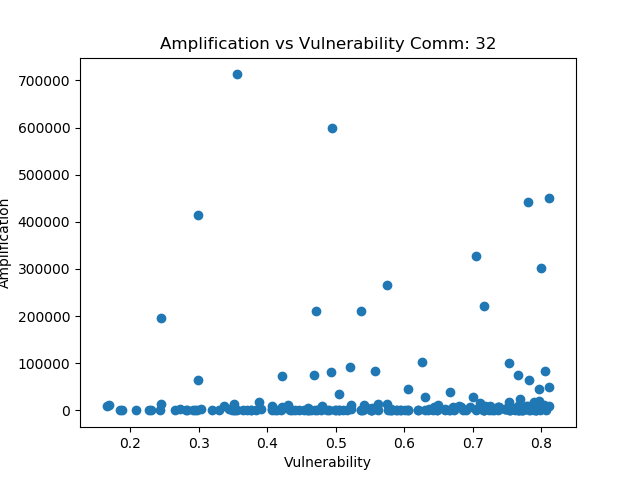 Amplification vs Vulnerability Comm: 32
700000
600000
500000
400000
300000
200000
100000
0
Amplification
0.2 0.3 0.4 0.5 0.6 0.7 0.8
Vulnerability